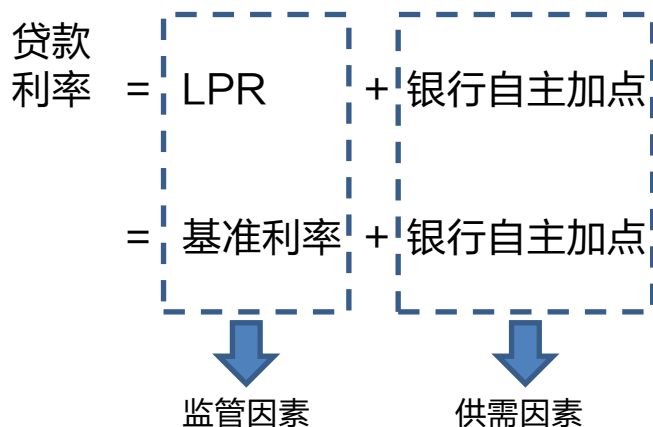 贷款
利率 = LPR + 银行自主加点
= 基准利率 + 银行自主加点
监管因素 供需因素